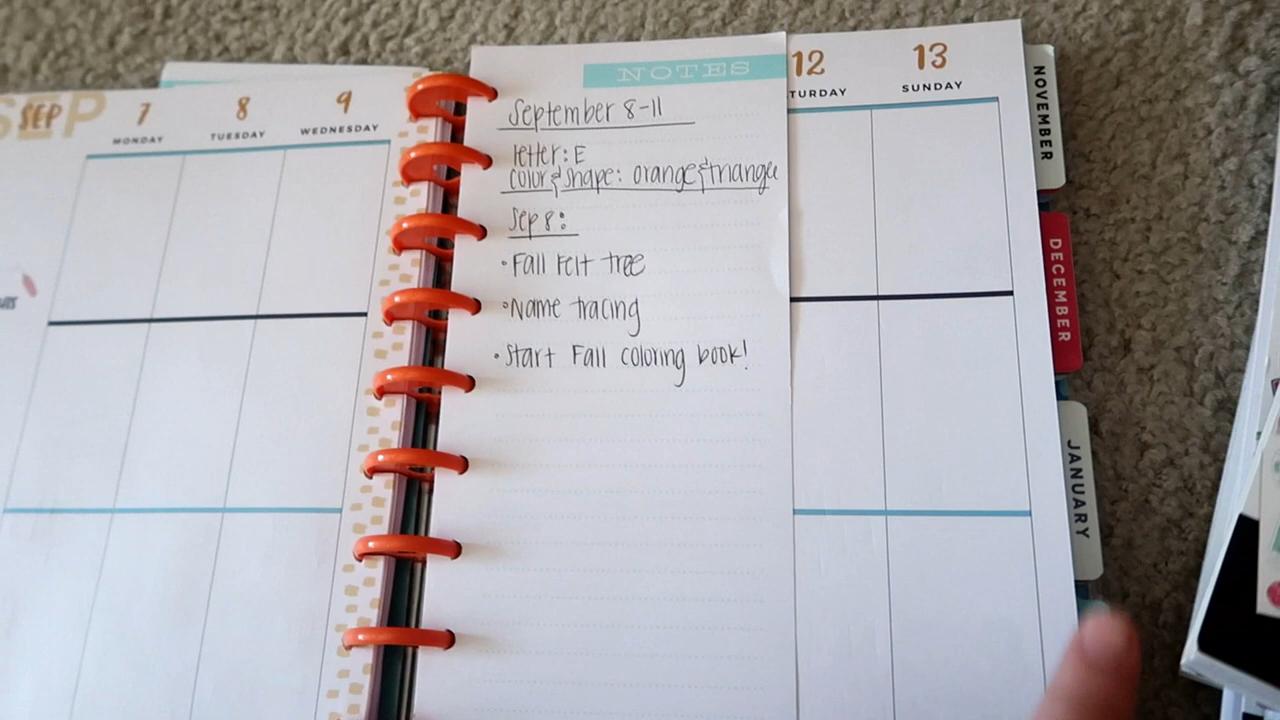 SEP
7
MONDAY
8
TUESDAY
9
WEDNESDAY
NOTES
September 8-11
letter: E
color & shape: orange & triangle
Sep 8:
• Fall Felt tree
• Name tracing
• Start Fall coloring book!
12
TURDAY
13
SUNDAY
NOVEMBER
DECEMBER
JANUARY